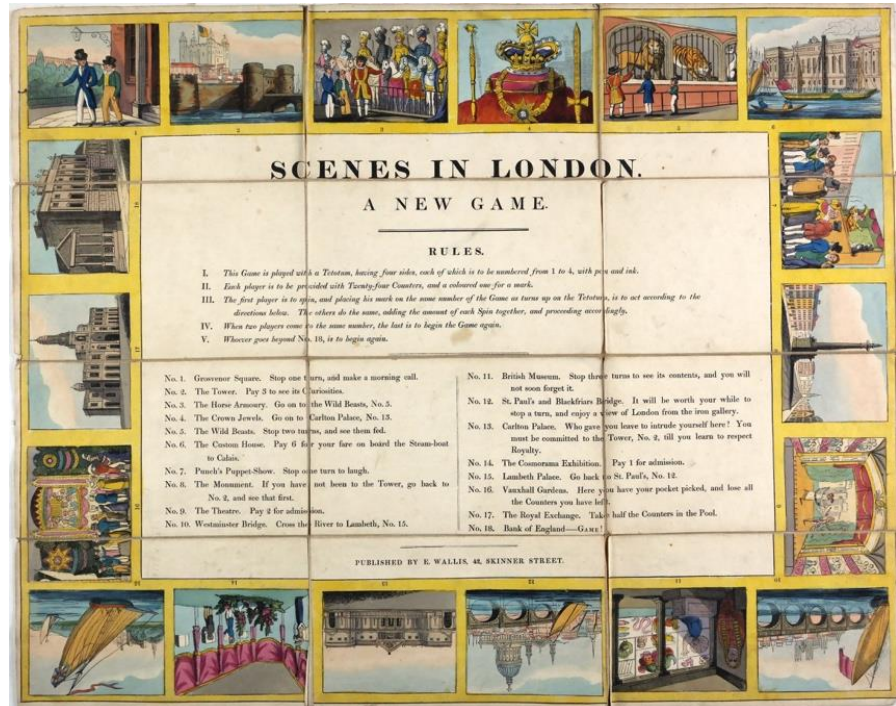 SCENES IN LONDON.
A NEW GAME.
RULES.
I. This Game is played with a Tetotum, having four sides, each of which is to be numbered from 1 to 4, with pen and ink.
II. Each player is to be provided with Twenty-four Counters, and a coloured one for a mark.
III. The first player is to spin, and placing his mark on the same number of the Game as turns up on the Tetotum, is to act according to the
directions below. The others do the same, adding the amount of each Spin together, and proceeding accordingly.
IV. When two players come to the same number, the last is to begin the Game again.
V. Whoever goes beyond No. 18, is to begin again.
No. 1. Grosvenor Square. Stop one turn, and make a morning call.
No. 2. The Tower. Pay 3 to see its Curiosities.
No. 3. The Horse Armoury. Go on to the Wild Beasts, No. 5.
No. 4. The Crown Jewels. Go on to Carlton Palace, No. 13.
No. 5. The Wild Beasts. Stop two turns, and see them fed.
No. 6. The Custom House. Pay 6 for your fare on board the Steam-boat
to Calais.
No. 7. Punch's Puppet-Show. Stop one turn to laugh.
No. 8. The Monument. If you have not been to the Tower, go back to
No. 2, and see that first.
No. 9. The Theatre. Pay 2 for admission.
No. 10. Westminster Bridge. Cross the River to Lambeth, No. 15.
No. 11. British Museum. Stop three turns to see its contents, and you will
not soon forget it.
No. 12. St. Paul's and Blackfriars Bridge. It will be worth your while to
stop a turn, and enjoy a view of London from the iron gallery.
No. 13. Carlton Palace. Who gave you leave to intrude yourself here! You
must be committed to the Tower, No. 2, till you learn to respect
Royalty.
No. 14. The Cosmorama Exhibition. Pay 1 for admission.
No. 15. Lambeth Palace. Go back to St. Paul's, No. 12.
No. 16. Vauxhall Gardens. Here you have your pocket picked, and lose all
the Counters you have left.
No. 17. The Royal Exchange. Take half the Counters in the Pool.
No. 18. Bank of England—GAME!
PUBLISHED BY E. WALLIS, 42, SKINNER STREET.
1
2
3
4
5
6
7
8
9
10
11
12
13
14
15
16
17
18